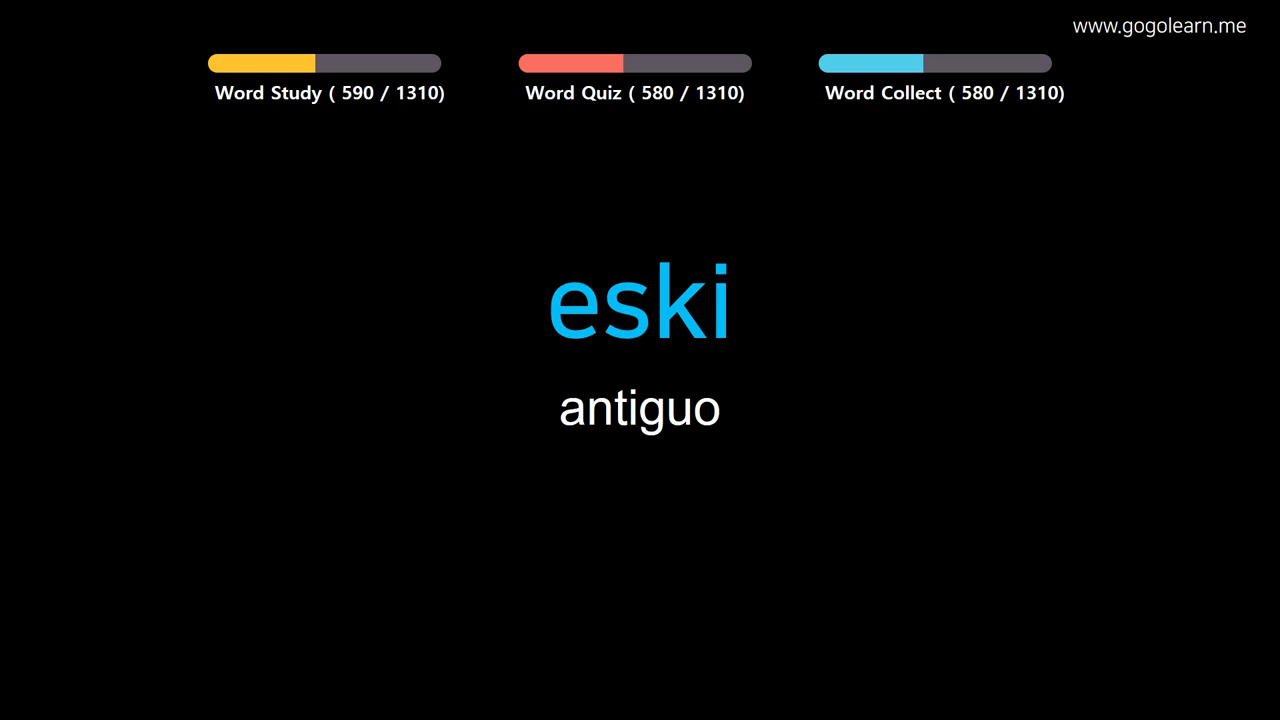 www.gogolearn.me
Word Study ( 590 / 1310)
Word Quiz ( 580 / 1310)
Word Collect ( 580 / 1310)
eski
antiguo